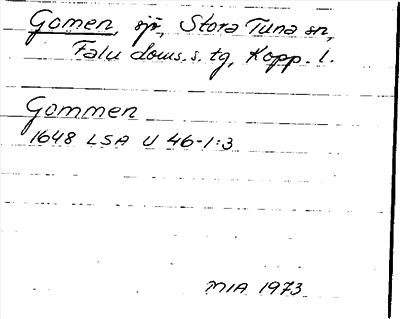 Gomen, sjö, Stora Tuna sn,
Falu doms. s. tg, Kopp. l.
Gommen
1648 LSA U 46-1:3
MIA 1973